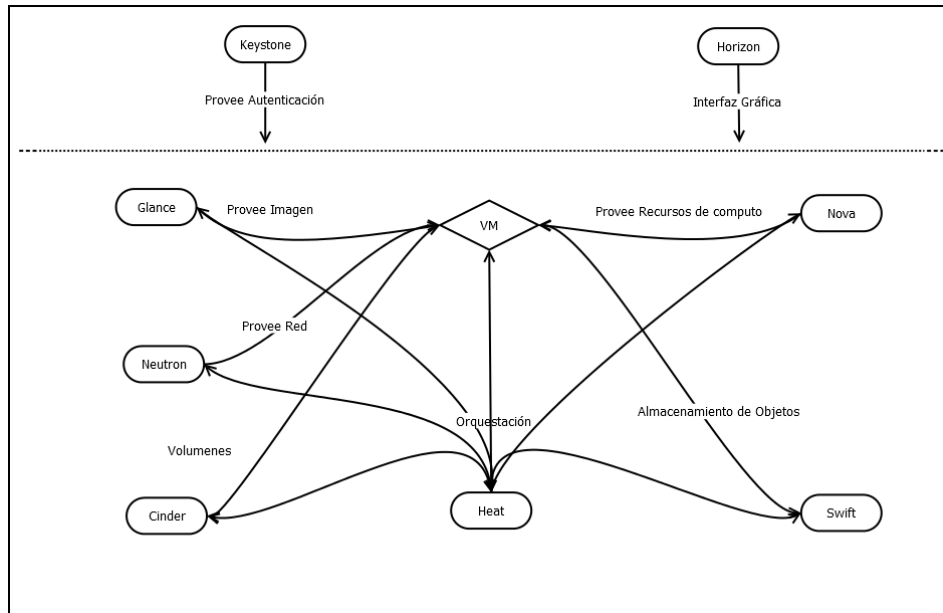 Keystone
Horizon
Provee Autenticación
Interfaz Gráfica
Glance
Provee Imagen
VM
Provee Recursos de computo
Nova
Provee Red
Neutron
Orquestación
Almacenamiento de Objetos
Volumenes
Cinder
Heat
Swift